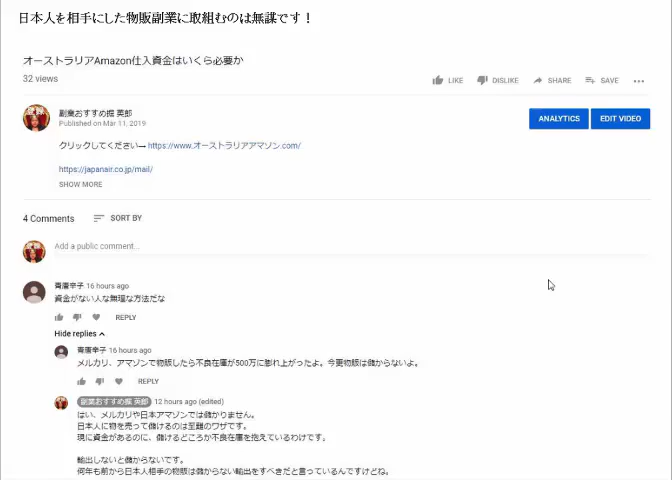 日本人を相手にした物販副業に取組むのは無謀です！
オーストラリアAmazon仕入資金はいくら必要か
32 views
LIKE DISLIKE SHARE SAVE
副業おすすめ掘 英郎
Published on Mar 11, 2019
ANALYTICS EDIT VIDEO
クリックしてください→ https://www.オーストラリアアマゾン.com/
https://japanair.co.jp/mail/
SHOW MORE
4 Comments SORT BY
Add a public comment...
青唐辛子 16 hours ago
資金がない人な無理な方法だな
REPLY
Hide replies
青唐辛子 16 hours ago
メルカリ、アマゾンで物販したら不良在庫が500万に膨れ上がったよ。今更物販は儲からないよ。
REPLY
副業おすすめ掘 英郎 12 hours ago (edited)
はい、メルカリや日本アマゾンでは儲かりません。
日本人に物を売って儲けるのは至難のワザです。
現に資金があるのに、儲けるどころか不良在庫を抱えているわけです。
輸出しないと儲からないです。
何年も前から日本人相手の物販は儲からない輸出をすべきだと言っているんですけどね。